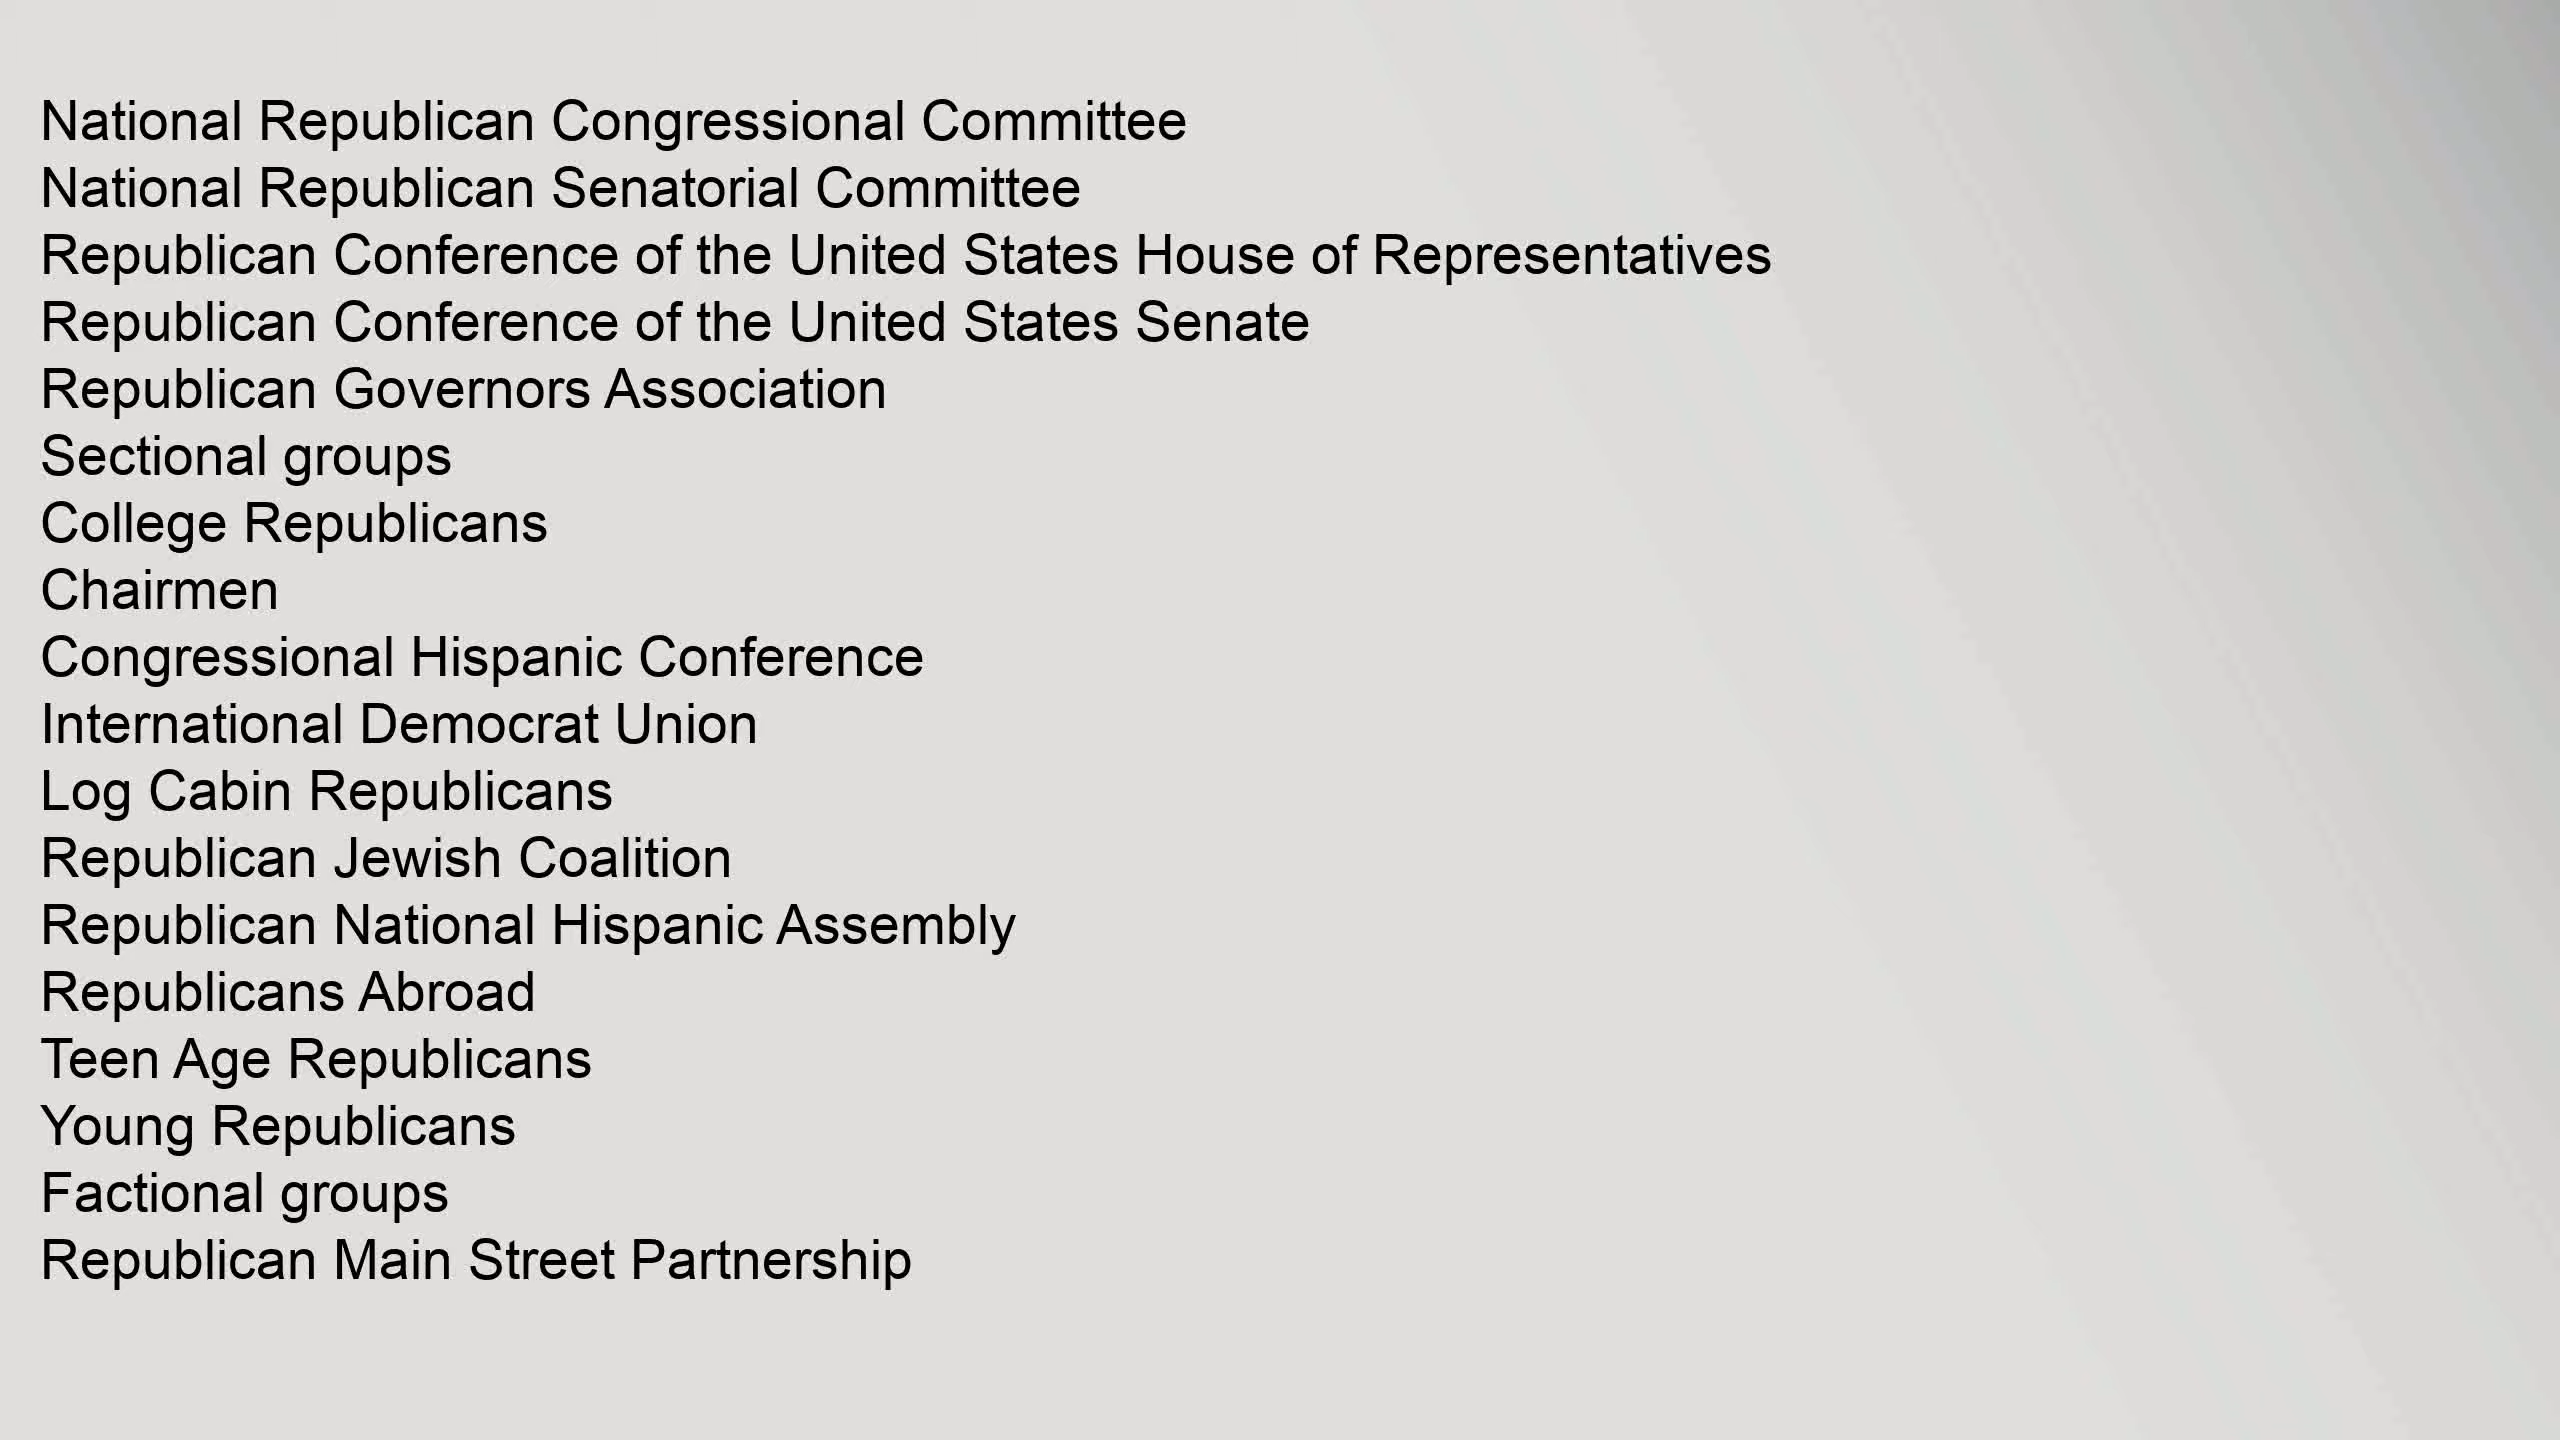 National Republican Congressional Committee
National Republican Senatorial Committee
Republican Conference of the United States House of Representatives
Republican Conference of the United States Senate
Republican Governors Association
Sectional groups
College Republicans
Chairmen
Congressional Hispanic Conference
International Democrat Union
Log Cabin Republicans
Republican Jewish Coalition
Republican National Hispanic Assembly
Republicans Abroad
Teen Age Republicans
Young Republicans
Factional groups
Republican Main Street Partnership